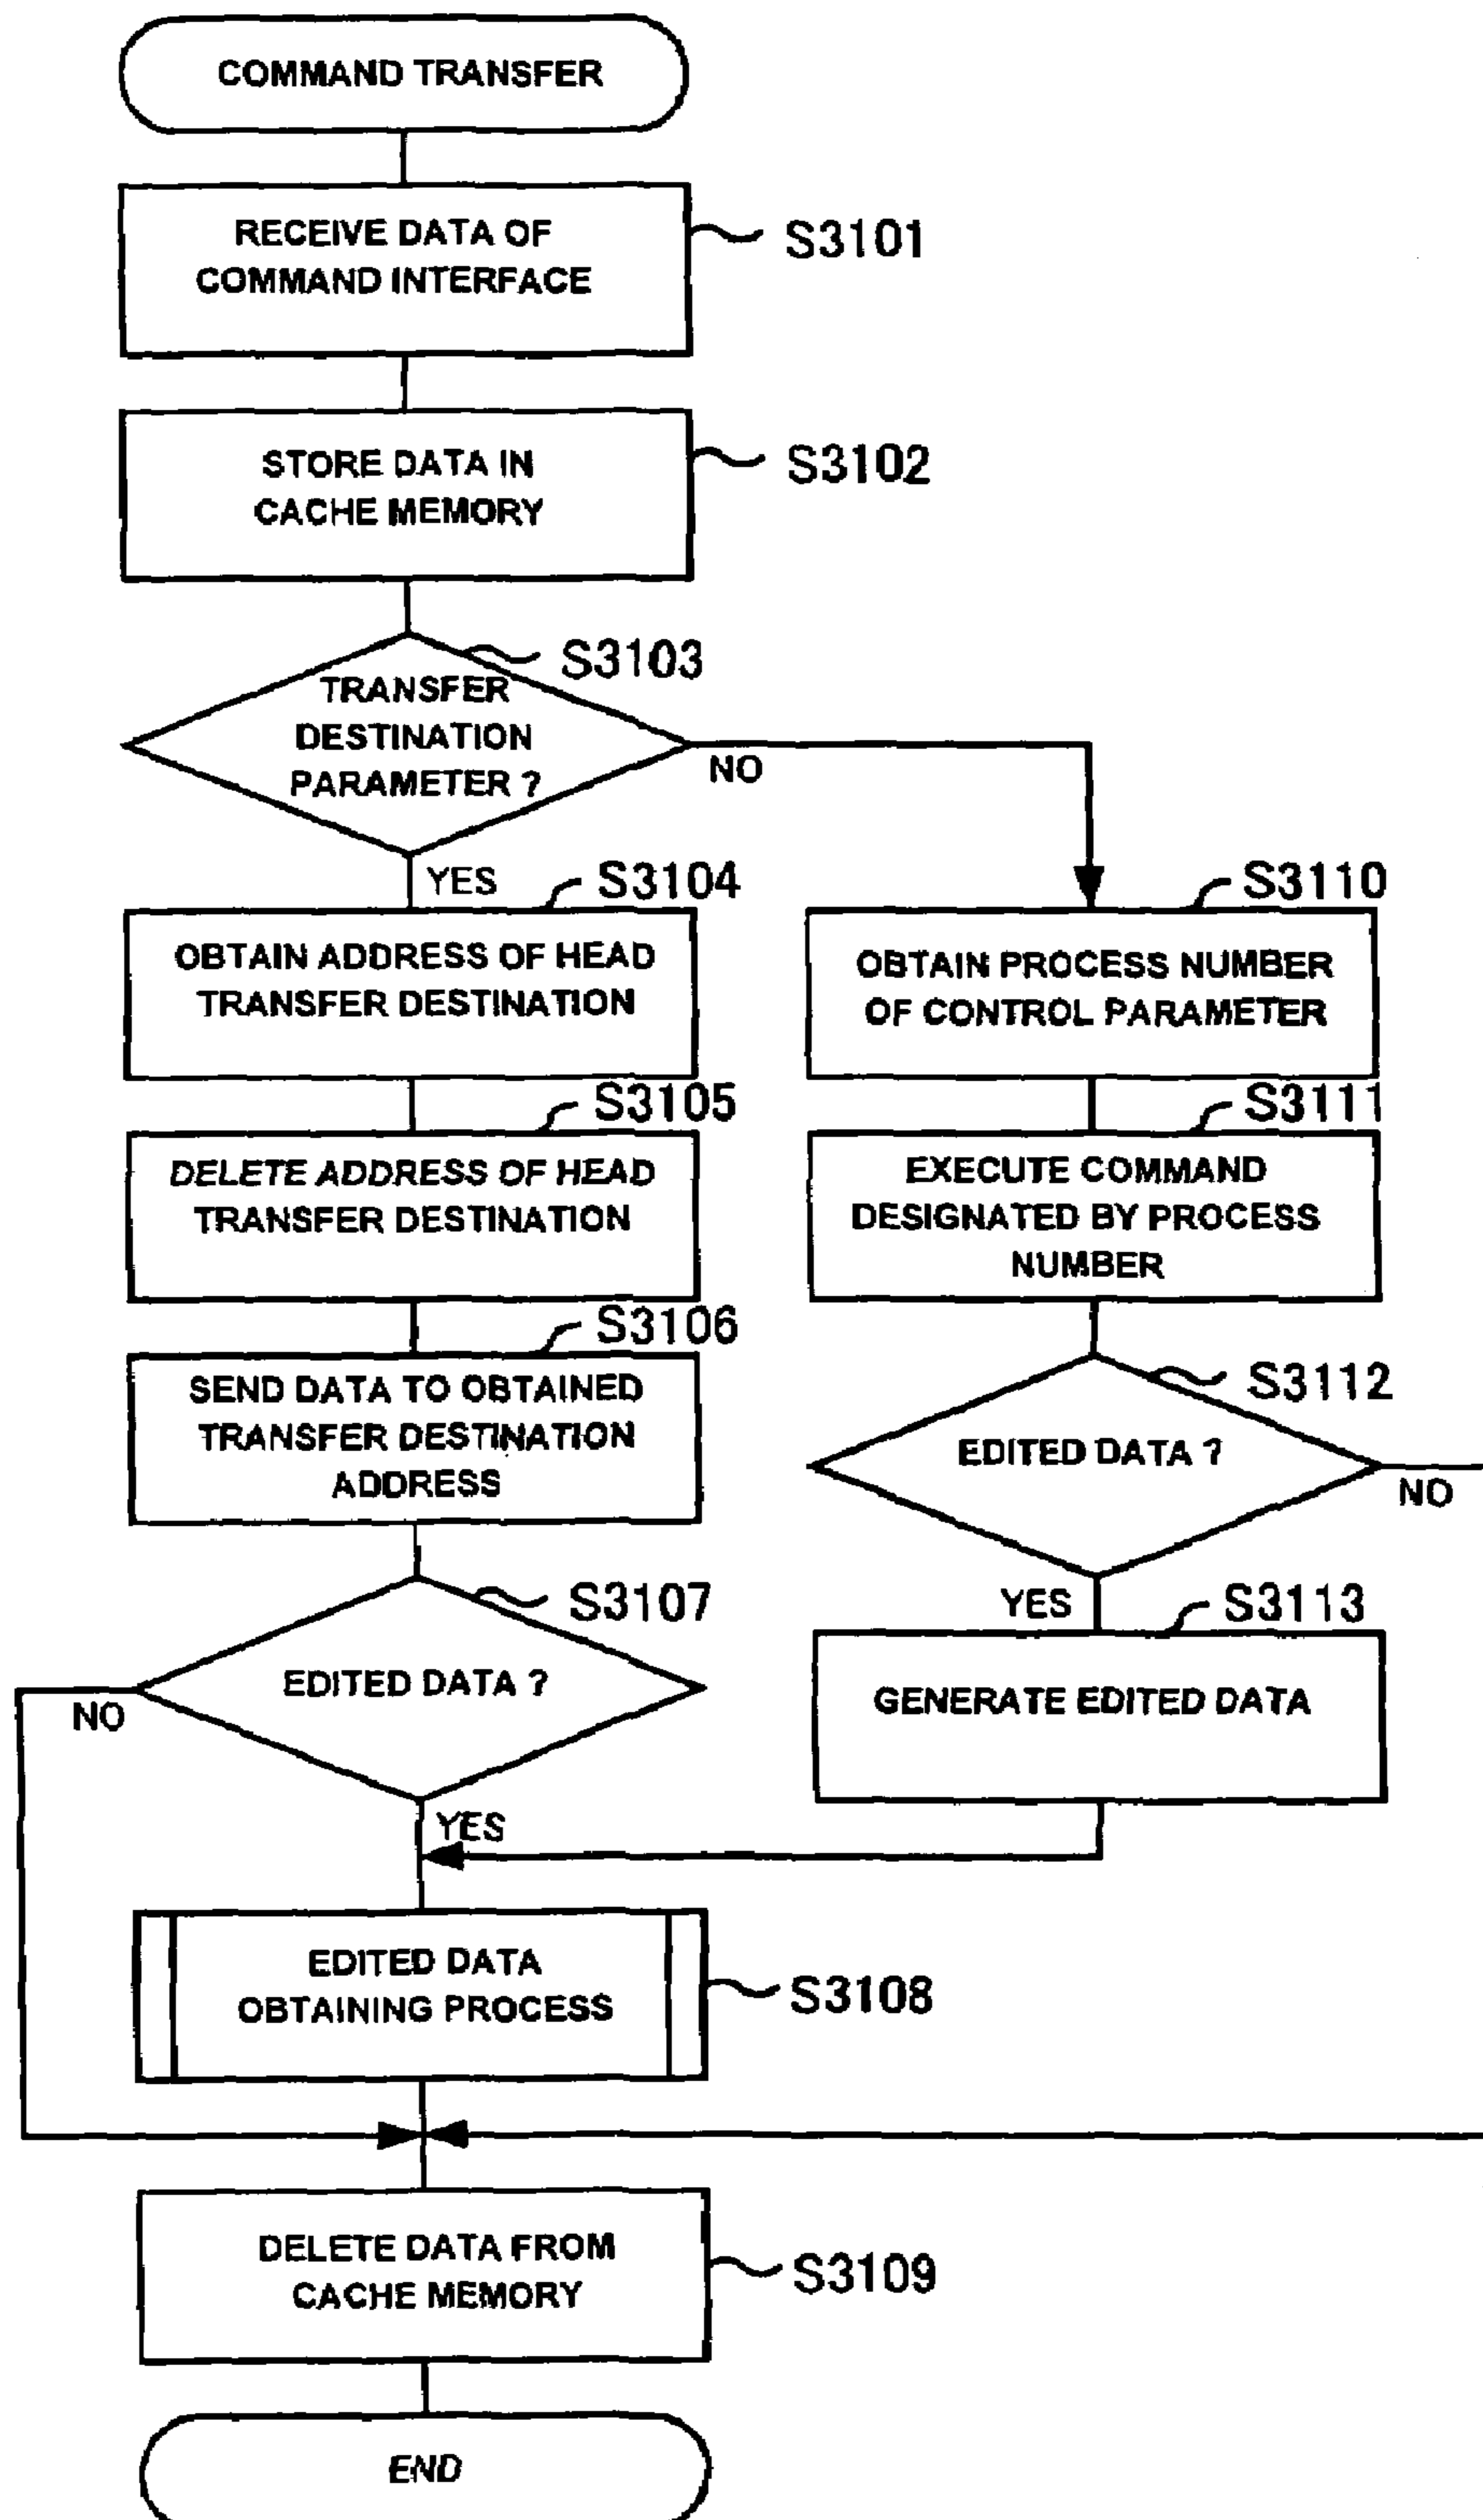 COMMAND TRANSFER
RECEIVE DATA OF
COMMAND INTERFACE
S3101
STORE DATA IN
CACHE MEMORY
S3102
S3103
TRANSFER
DESTINATION
PARAMETER ?
NO
YES
S3104
OBTAIN ADDRESS OF HEAD
TRANSFER DESTINATION
S3110
OBTAIN PROCESS NUMBER
OF CONTROL PARAMETER
S3105
DELETE ADDRESS OF HEAD
TRANSFER DESTINATION
S3111
EXECUTE COMMAND
DESIGNATED BY PROCESS
NUMBER
S3106
SEND DATA TO OBTAINED
TRANSFER DESTINATION
ADDRESS
S3112
EDITED DATA ?
NO
YES
S3107
EDITED DATA ?
NO
YES
S3113
GENERATE EDITED DATA
EDITED DATA
OBTAINING PROCESS
S3108
DELETE DATA FROM
CACHE MEMORY
S3109
END